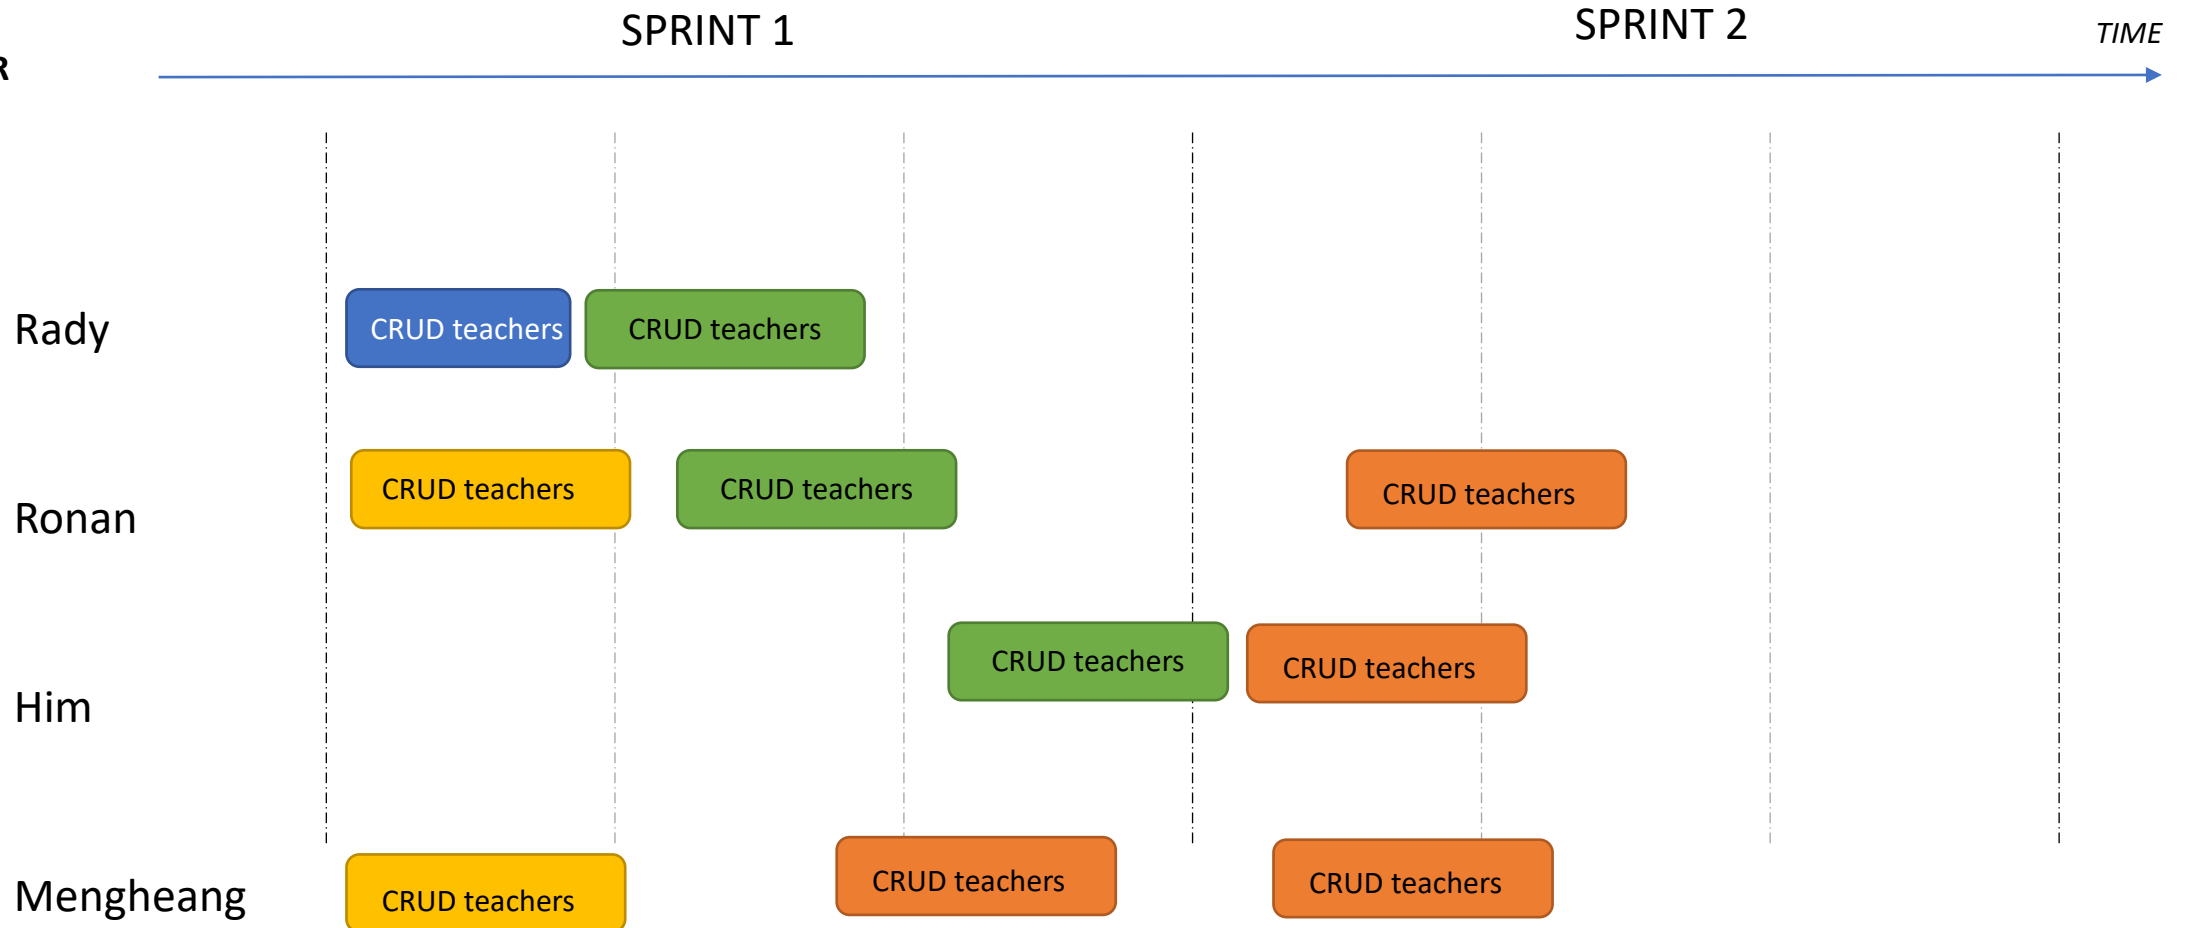 SPRINT 1
SPRINT 2
TIME
R
Rady
CRUD teachers
CRUD teachers
Ronan
CRUD teachers
CRUD teachers
CRUD teachers
Him
CRUD teachers
CRUD teachers
Mengheang
CRUD teachers
CRUD teachers
CRUD teachers